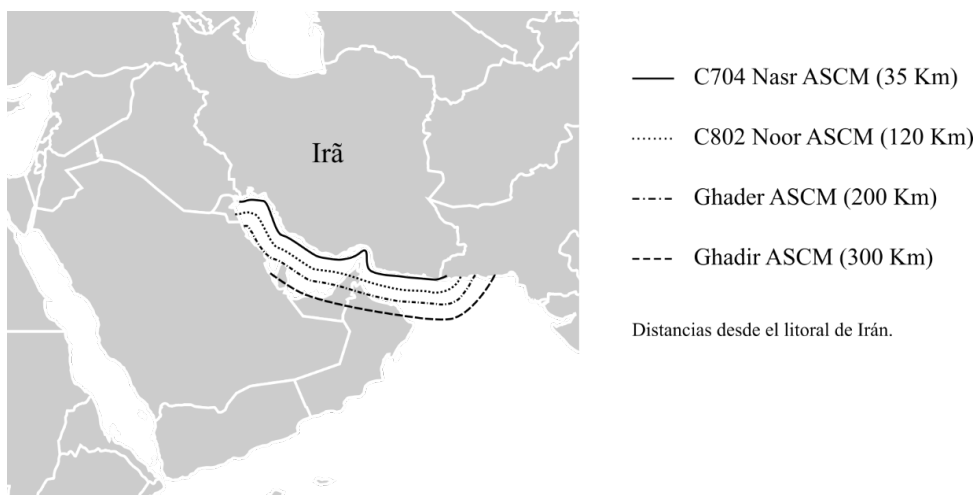 Irã
C704 Nasr ASCM (35 Km)
C802 Noor ASCM (120 Km)
Ghader ASCM (200 Km)
Ghadir ASCM (300 Km)
Distancias desde el litoral de Irán.